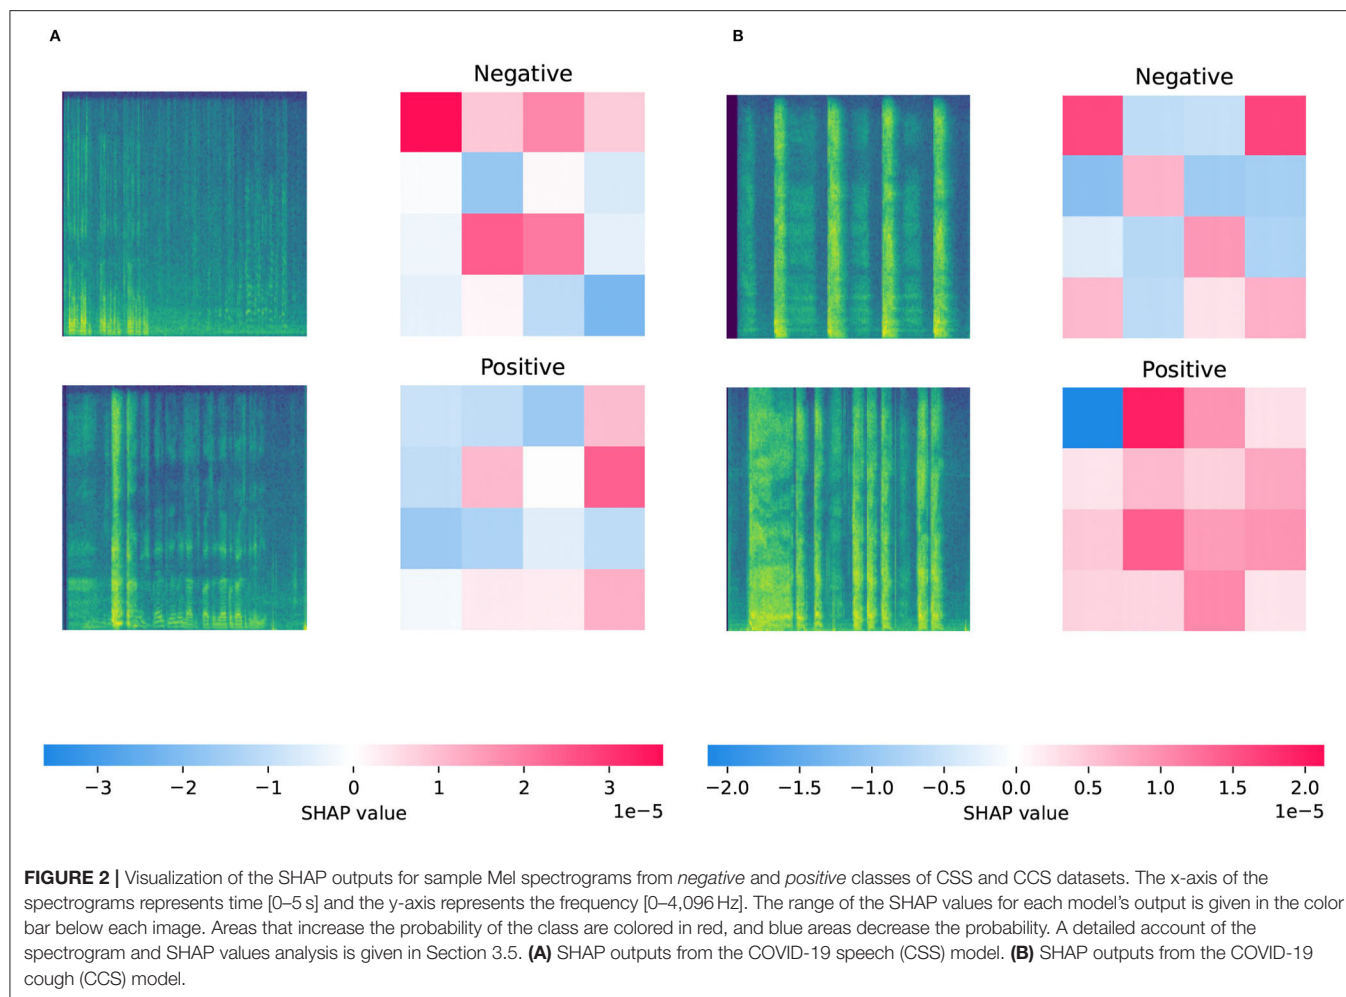 A
B
Negative
Negative
Positive
Positive
−3 −2 −1 0 1 2 3
1e−5
SHAP value
−2.0 −1.5 −1.0 −0.5 0.0 0.5 1.0 1.5 2.0
1e−5
SHAP value
FIGURE 2 | Visualization of the SHAP outputs for sample Mel spectrograms from negative and positive classes of CSS and CCS datasets. The x-axis of the
spectrograms represents time [0–5 s] and the y-axis represents the frequency [0–4,096 Hz]. The range of the SHAP values for each model's output is given in the color
bar below each image. Areas that increase the probability of the class are colored in red, and blue areas decrease the probability. A detailed account of the
spectrogram and SHAP values analysis is given in Section 3.5. (A) SHAP outputs from the COVID-19 speech (CSS) model. (B) SHAP outputs from the COVID-19
cough (CCS) model.